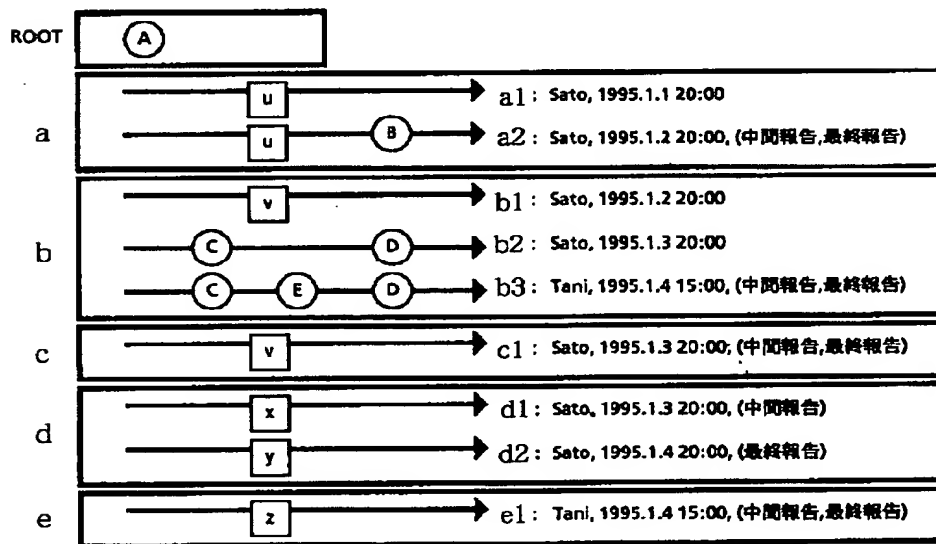 ROOT A
a
u a1: Sato, 1995.1.1 20:00
u B a2: Sato, 1995.1.2 20:00, (中間報告,最終報告)
b
v b1: Sato, 1995.1.2 20:00
C D b2: Sato, 1995.1.3 20:00
C E D b3: Tani, 1995.1.4 15:00, (中間報告,最終報告)
c
v c1: Sato, 1995.1.3 20:00, (中間報告,最終報告)
d
x d1: Sato, 1995.1.3 20:00, (中間報告)
y d2: Sato, 1995.1.4 20:00, (最終報告)
e
z e1: Tani, 1995.1.4 15:00, (中間報告,最終報告)